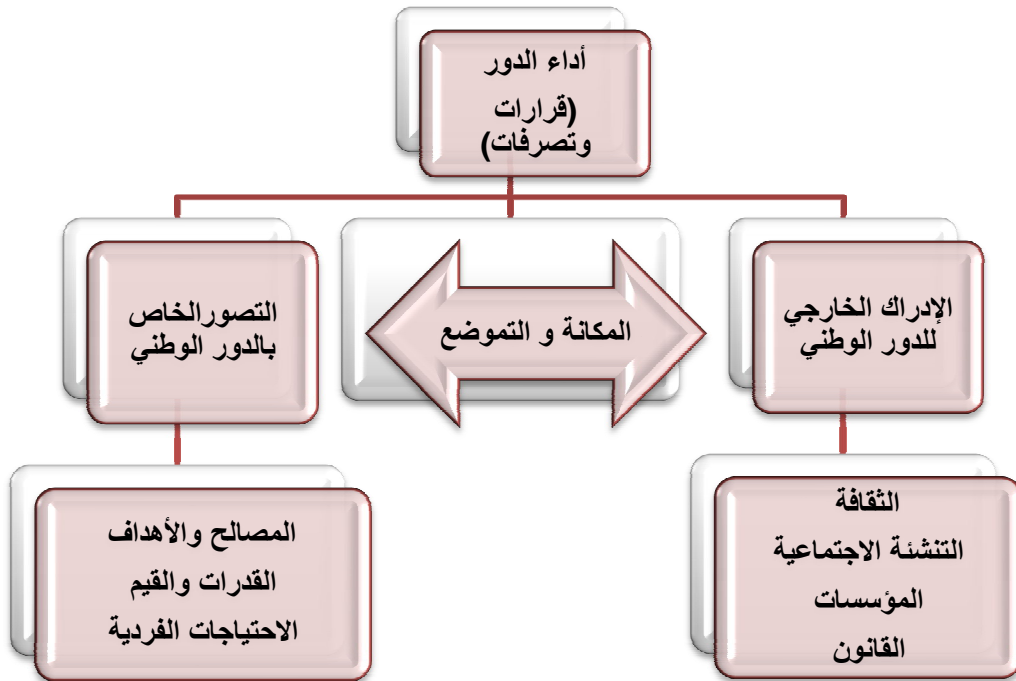 أداء الدور
(قرارات
وتصرفات)
الإدراك الخارجي
للدور الوطني
المكانة و التموضع
التصورالخاص
بالدور الوطني
الثقافة
التنشئة الاجتماعية
المؤسسات
القانون
المصالح والأهداف
القدرات والقيم
الاحتياجات الفردية